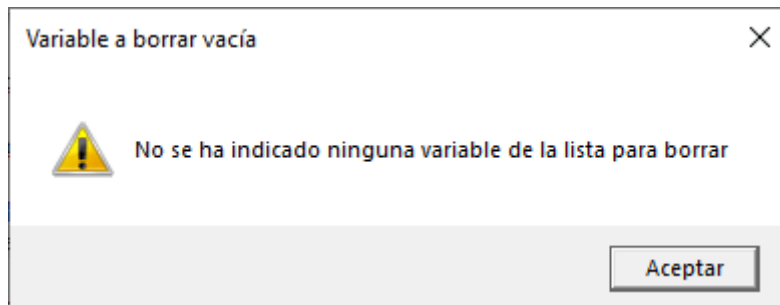 Variable a borrar vacía
No se ha indicado ninguna variable de la lista para borrar
Aceptar